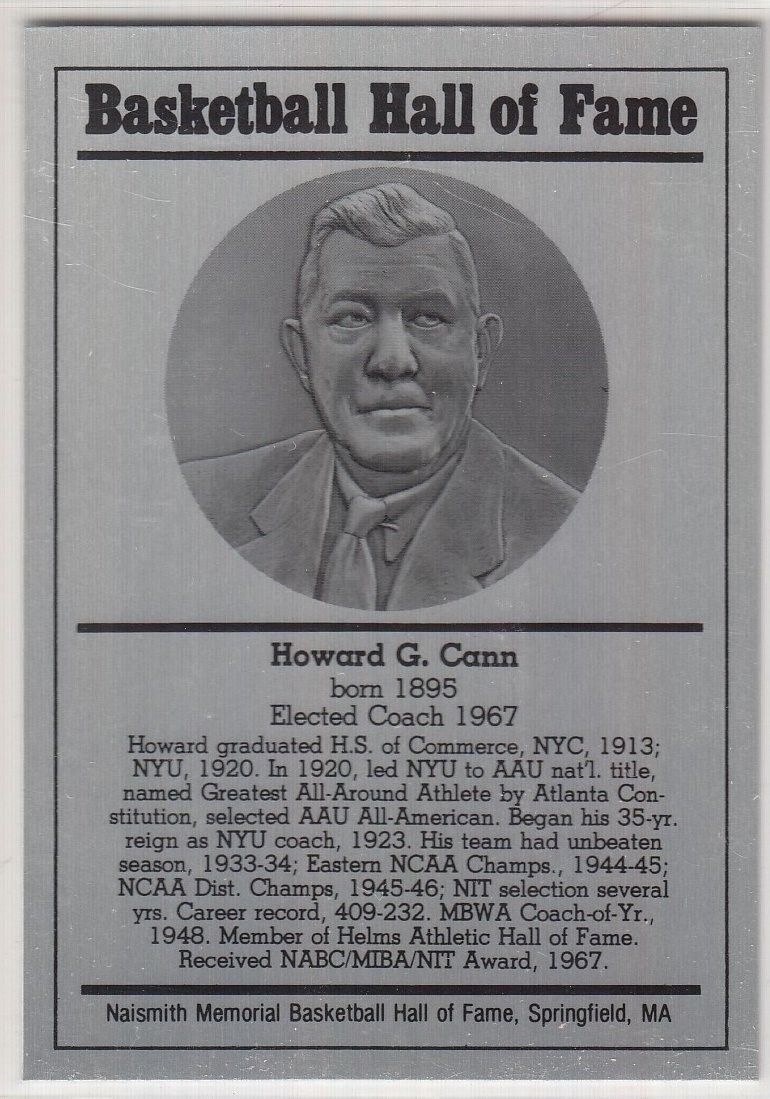 Basketball Hall of Fame
Howard G. Cann
born 1895
Elected Coach 1967
Howard graduated H.S. of Commerce, NYC, 1913;
NYU, 1920. In 1920, led NYU to AAU nat'l. title,
named Greatest All-Around Athlete by Atlanta Con-
stitution, selected AAU All-American. Began his 35-yr.
reign as NYU coach, 1923. His team had unbeaten
season, 1933-34; Eastern NCAA Champs., 1944-45;
NCAA Dist. Champs, 1945-46; NIT selection several
yrs. Career record, 409-232. MBWA Coach-of-Yr.,
1948. Member of Helms Athletic Hall of Fame.
Received NABC/MIBA/NIT Award, 1967.
Naismith Memorial Basketball Hall of Fame, Springfield, MA